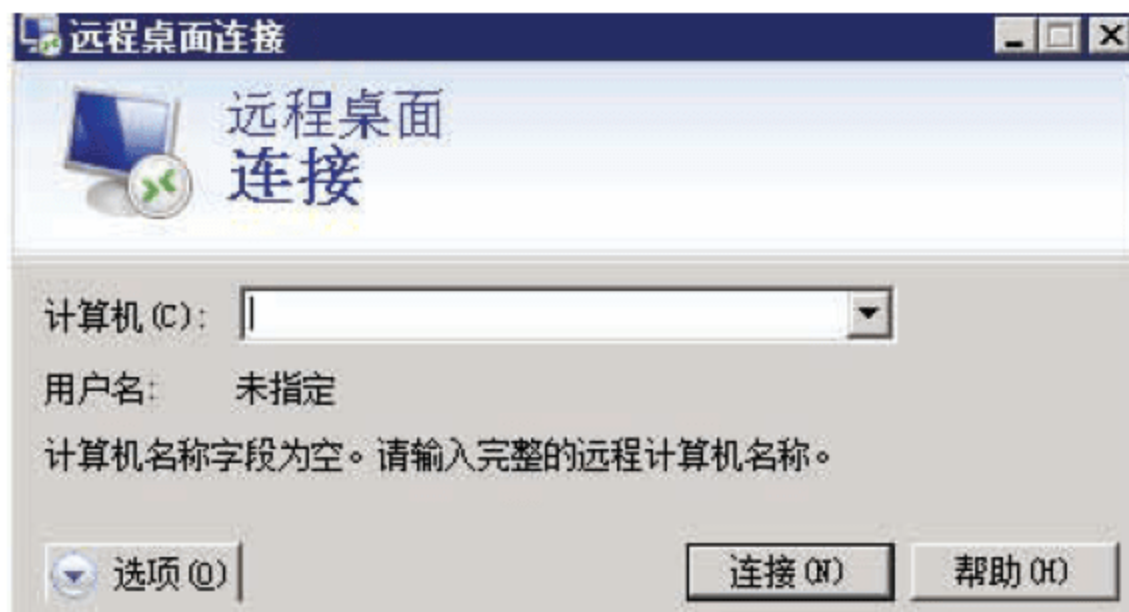 远程桌面连接
远程桌面
连接
计算机(C):
用户名: 未指定
计算机名称字段为空。请输入完整的远程计算机名称。
选项(O) 连接(N) 帮助(H)